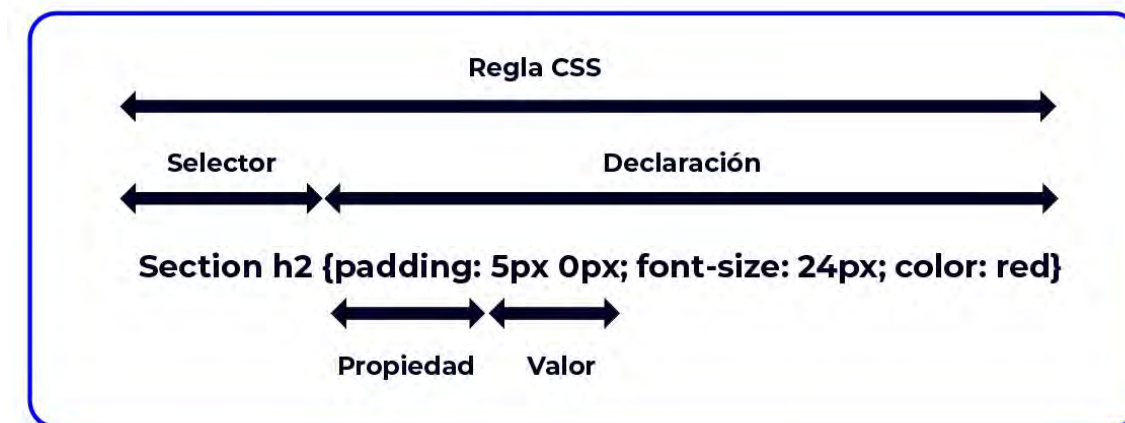 Regla CSS
Selector Declaración
Section h2 {padding: 5px 0px; font-size: 24px; color: red}
Propiedad Valor